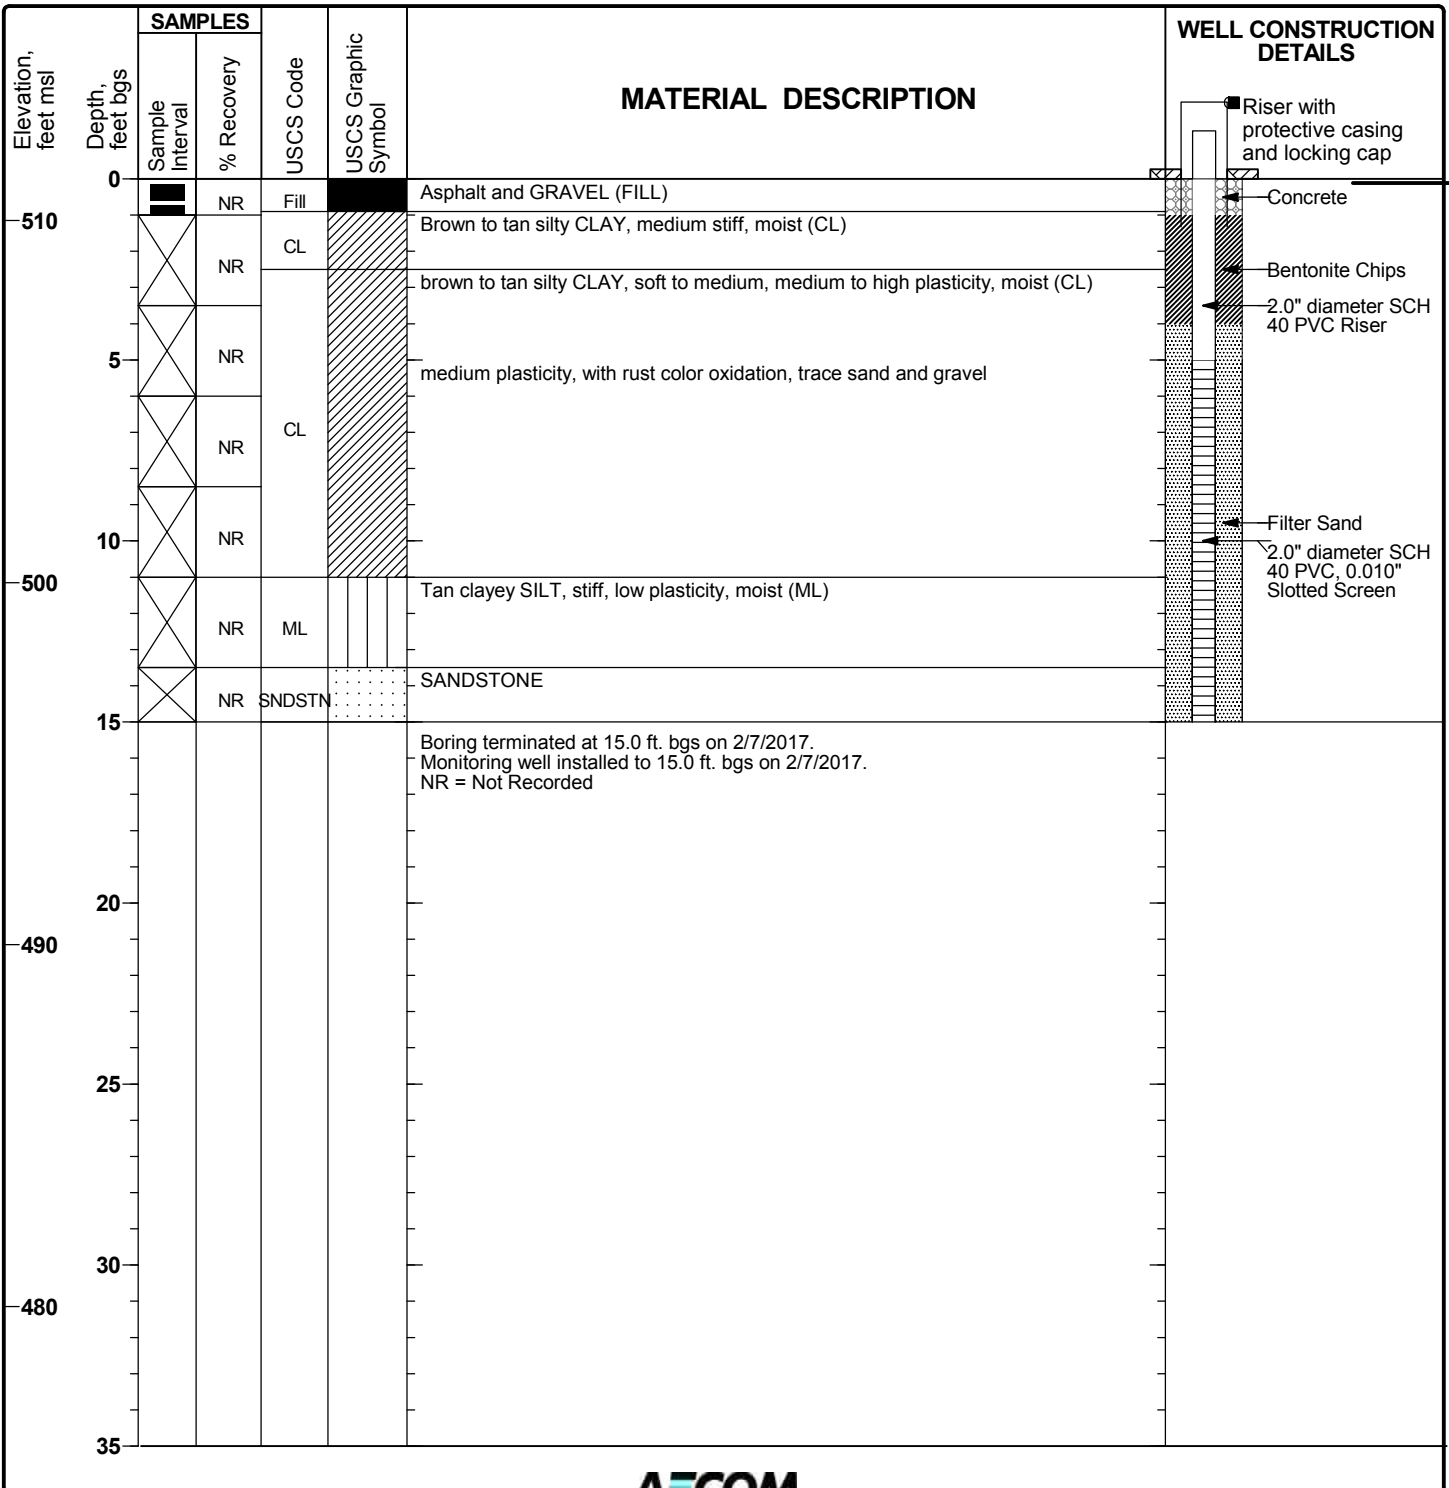 SAMPLES
Elevation,
feet msl
Depth,
feet bgs
Sample
Interval
% Recovery
USCS Code
USCS Graphic
Symbol
MATERIAL DESCRIPTION
WELL CONSTRUCTION
DETAILS
Riser with
protective casing
and locking cap
0
NR
Fill
Asphalt and GRAVEL (FILL)
Concrete
510
CL
Brown to tan silty CLAY, medium stiff, moist (CL)
NR
brown to tan silty CLAY, soft to medium, medium to high plasticity, moist (CL)
Bentonite Chips
2.0" diameter SCH
40 PVC Riser
5
NR
medium plasticity, with rust color oxidation, trace sand and gravel
CL
NR
Filter Sand
10
NR
2.0" diameter SCH
40 PVC, 0.010"
Slotted Screen
500
Tan clayey SILT, stiff, low plasticity, moist (ML)
NR
ML
SANDSTONE
NR
SNDSTN
15
Boring terminated at 15.0 ft. bgs on 2/7/2017.
Monitoring well installed to 15.0 ft. bgs on 2/7/2017.
NR = Not Recorded
20
490
25
30
480
35
AECOM